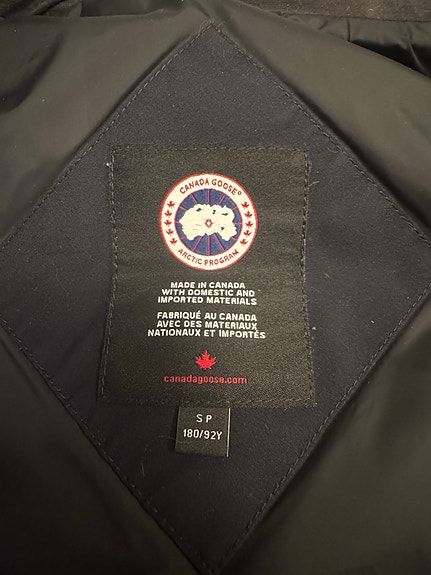 CANADA GOOSE®
ARCTIC PROGRAM
MADE IN CANADA
WITH DOMESTIC AND
IMPORTED MATERIALS
FABRIQUÉ AU CANADA
AVEC DES MATERIAUX
NATIONAUX ET IMPORTÉS
canadagoose.com
S P
180/92Y